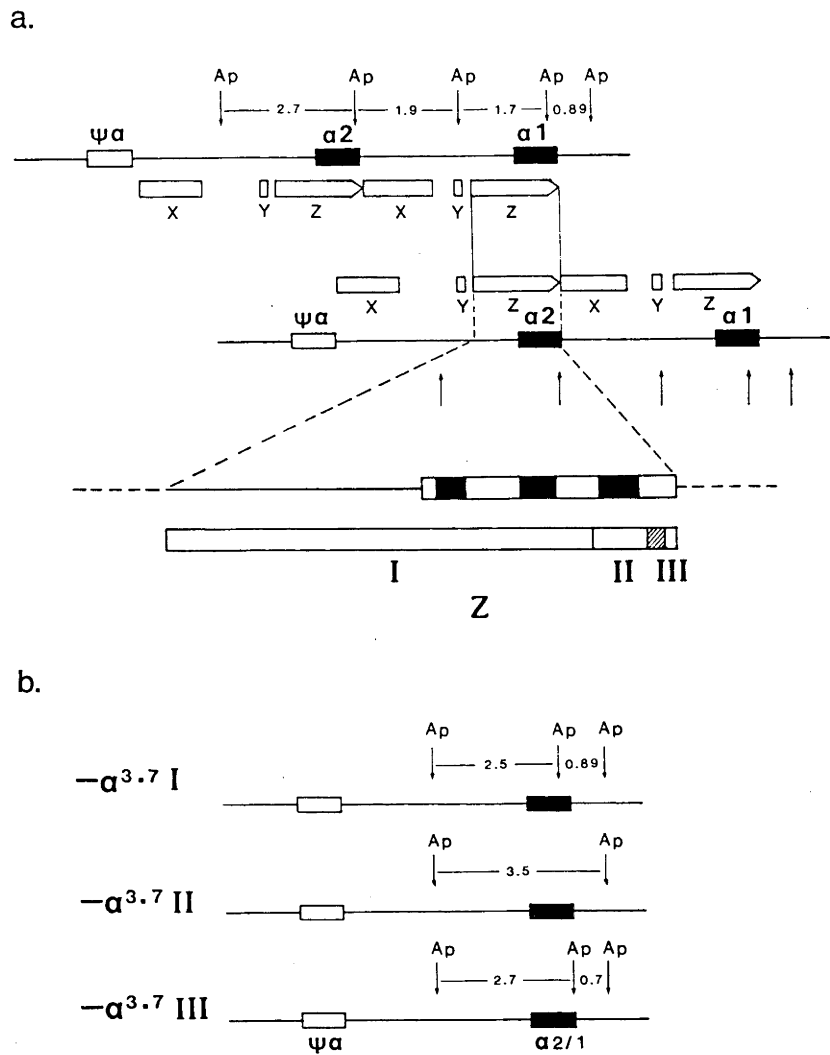 a.
Ap Ap Ap Ap Ap
2.7 1.9 1.7 0.89
ψα α2 α1
X Y Z X Y Z
X Y Z X Y Z
ψα α2 α1
I II III
Z
b.
Ap Ap Ap
2.5 0.89
–α3.7 I
Ap Ap
3.5
–α3.7 II
Ap Ap Ap
2.7 0.7
–α3.7 III
ψα α2/1